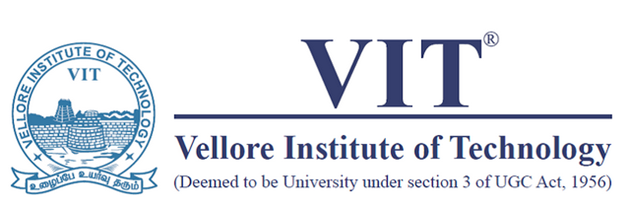 VELLORE INSTITUTE OF TECHNOLOGY
VIT
உழைப்பே உயர்வு தரும்
VIT®
Vellore Institute of Technology
(Deemed to be University under section 3 of UGC Act, 1956)